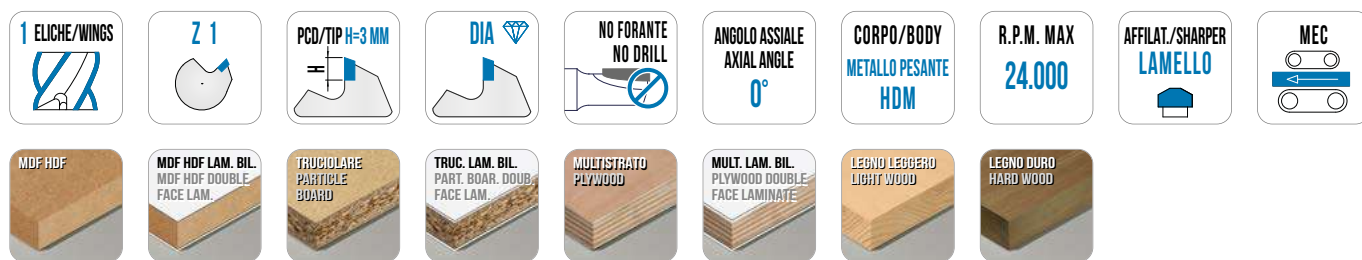 1 ELICHE/WINGS
Z 1
PCD/TIP H=3 MM
H
DIA
NO FORANTE
NO DRILL
ANGOLO ASSIALE
AXIAL ANGLE
0°
CORPO/BODY
METALLO PESANTE
HDM
R.P.M. MAX
24.000
AFFILAT./SHARPER
LAMELLO
MEC
MDF HDF
MDF HDF LAM. BIL.
MDF HDF DOUBLE
FACE LAM.
TRUCIOLARE
PARTICLE
BOARD
TRUC. LAM. BIL.
PART. BOAR. DOUB.
FACE LAM.
MULTISTRATO
PLYWOOD
MULT. LAM. BIL.
PLYWOOD DOUBLE
FACE LAMINATE
LEGNO LEGGERO
LIGHT WOOD
LEGNO DURO
HARD WOOD